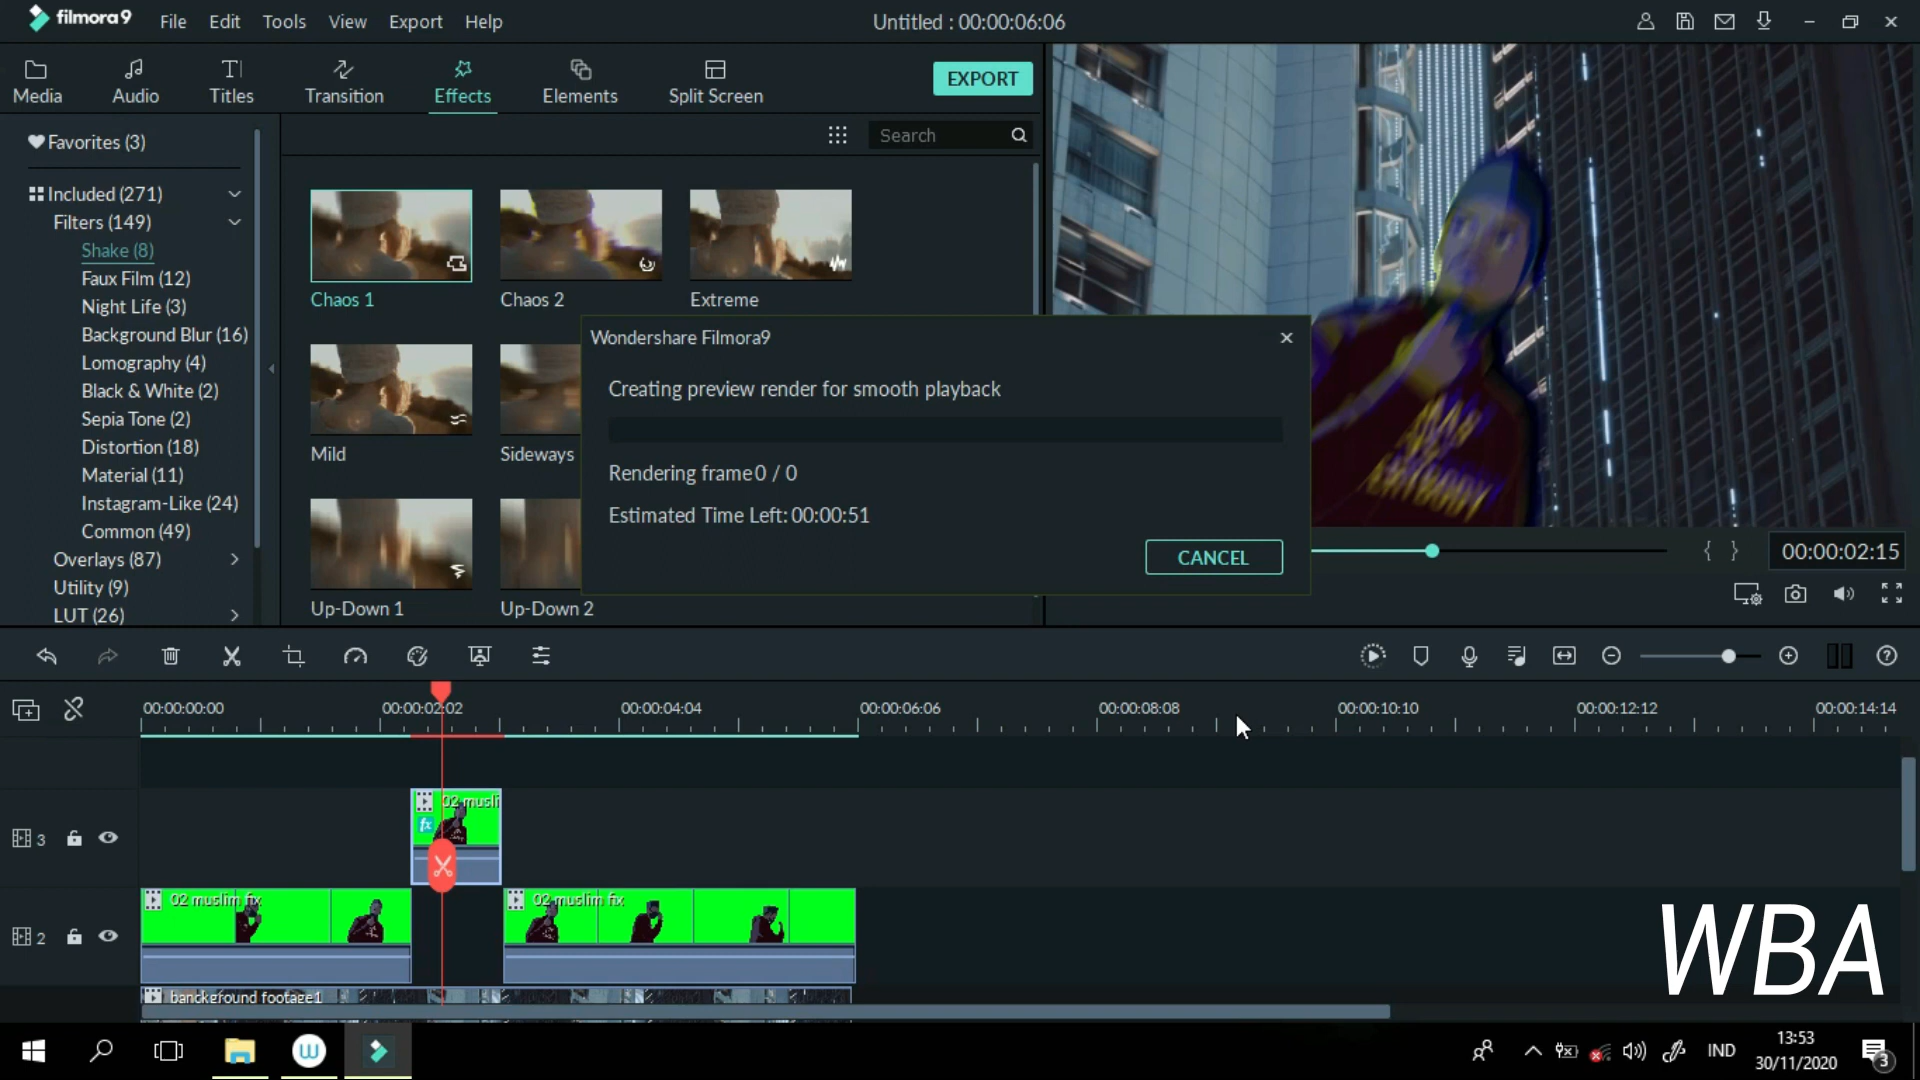 filmora9
File Edit Tools View Export Help
Untitled : 00:00:06:06
Media Audio Titles Transition Effects Elements Split Screen
EXPORT
Search
Favorites (3)
Included (271)
Filters (149)
Shake (8)
Faux Film (12)
Night Life (3)
Background Blur (16)
Lomography (4)
Black & White (2)
Sepia Tone (2)
Distortion (18)
Material (11)
Instagram-Like (24)
Common (49)
Overlays (87)
Utility (9)
LUT (26)
Chaos 1 Chaos 2 Extreme
Mild Sideways
Up-Down 1 Up-Down 2
Wondershare Filmora9
Creating preview render for smooth playback
Rendering frame0 / 0
Estimated Time Left: 00:00:51
CANCEL
00:00:02:15
00:00:00:00 00:00:02:02 00:00:04:04 00:00:06:06 00:00:08:08 00:00:10:10 00:00:12:12 00:00:14:14
02 musli
fx
3
02 muslim fix 02 muslim fix
2
banckground footage1
WBA
IND
13:53
30/11/2020
3